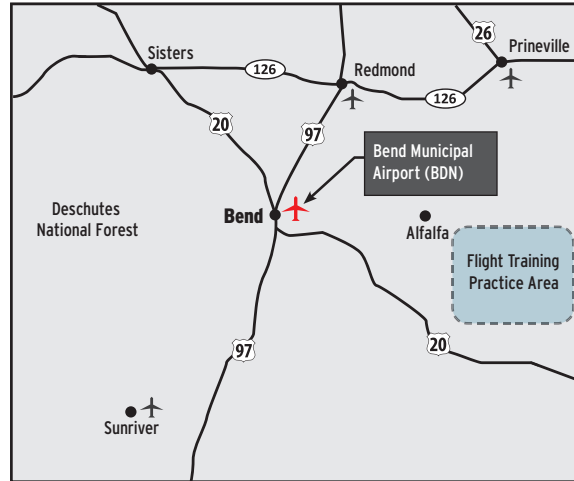 26
Prineville
Sisters
126
Redmond
126
20
97
Bend Municipal
Airport (BDN)
Deschutes
National Forest
Bend
Alfalfa
Flight Training
Practice Area
97
20
Sunriver